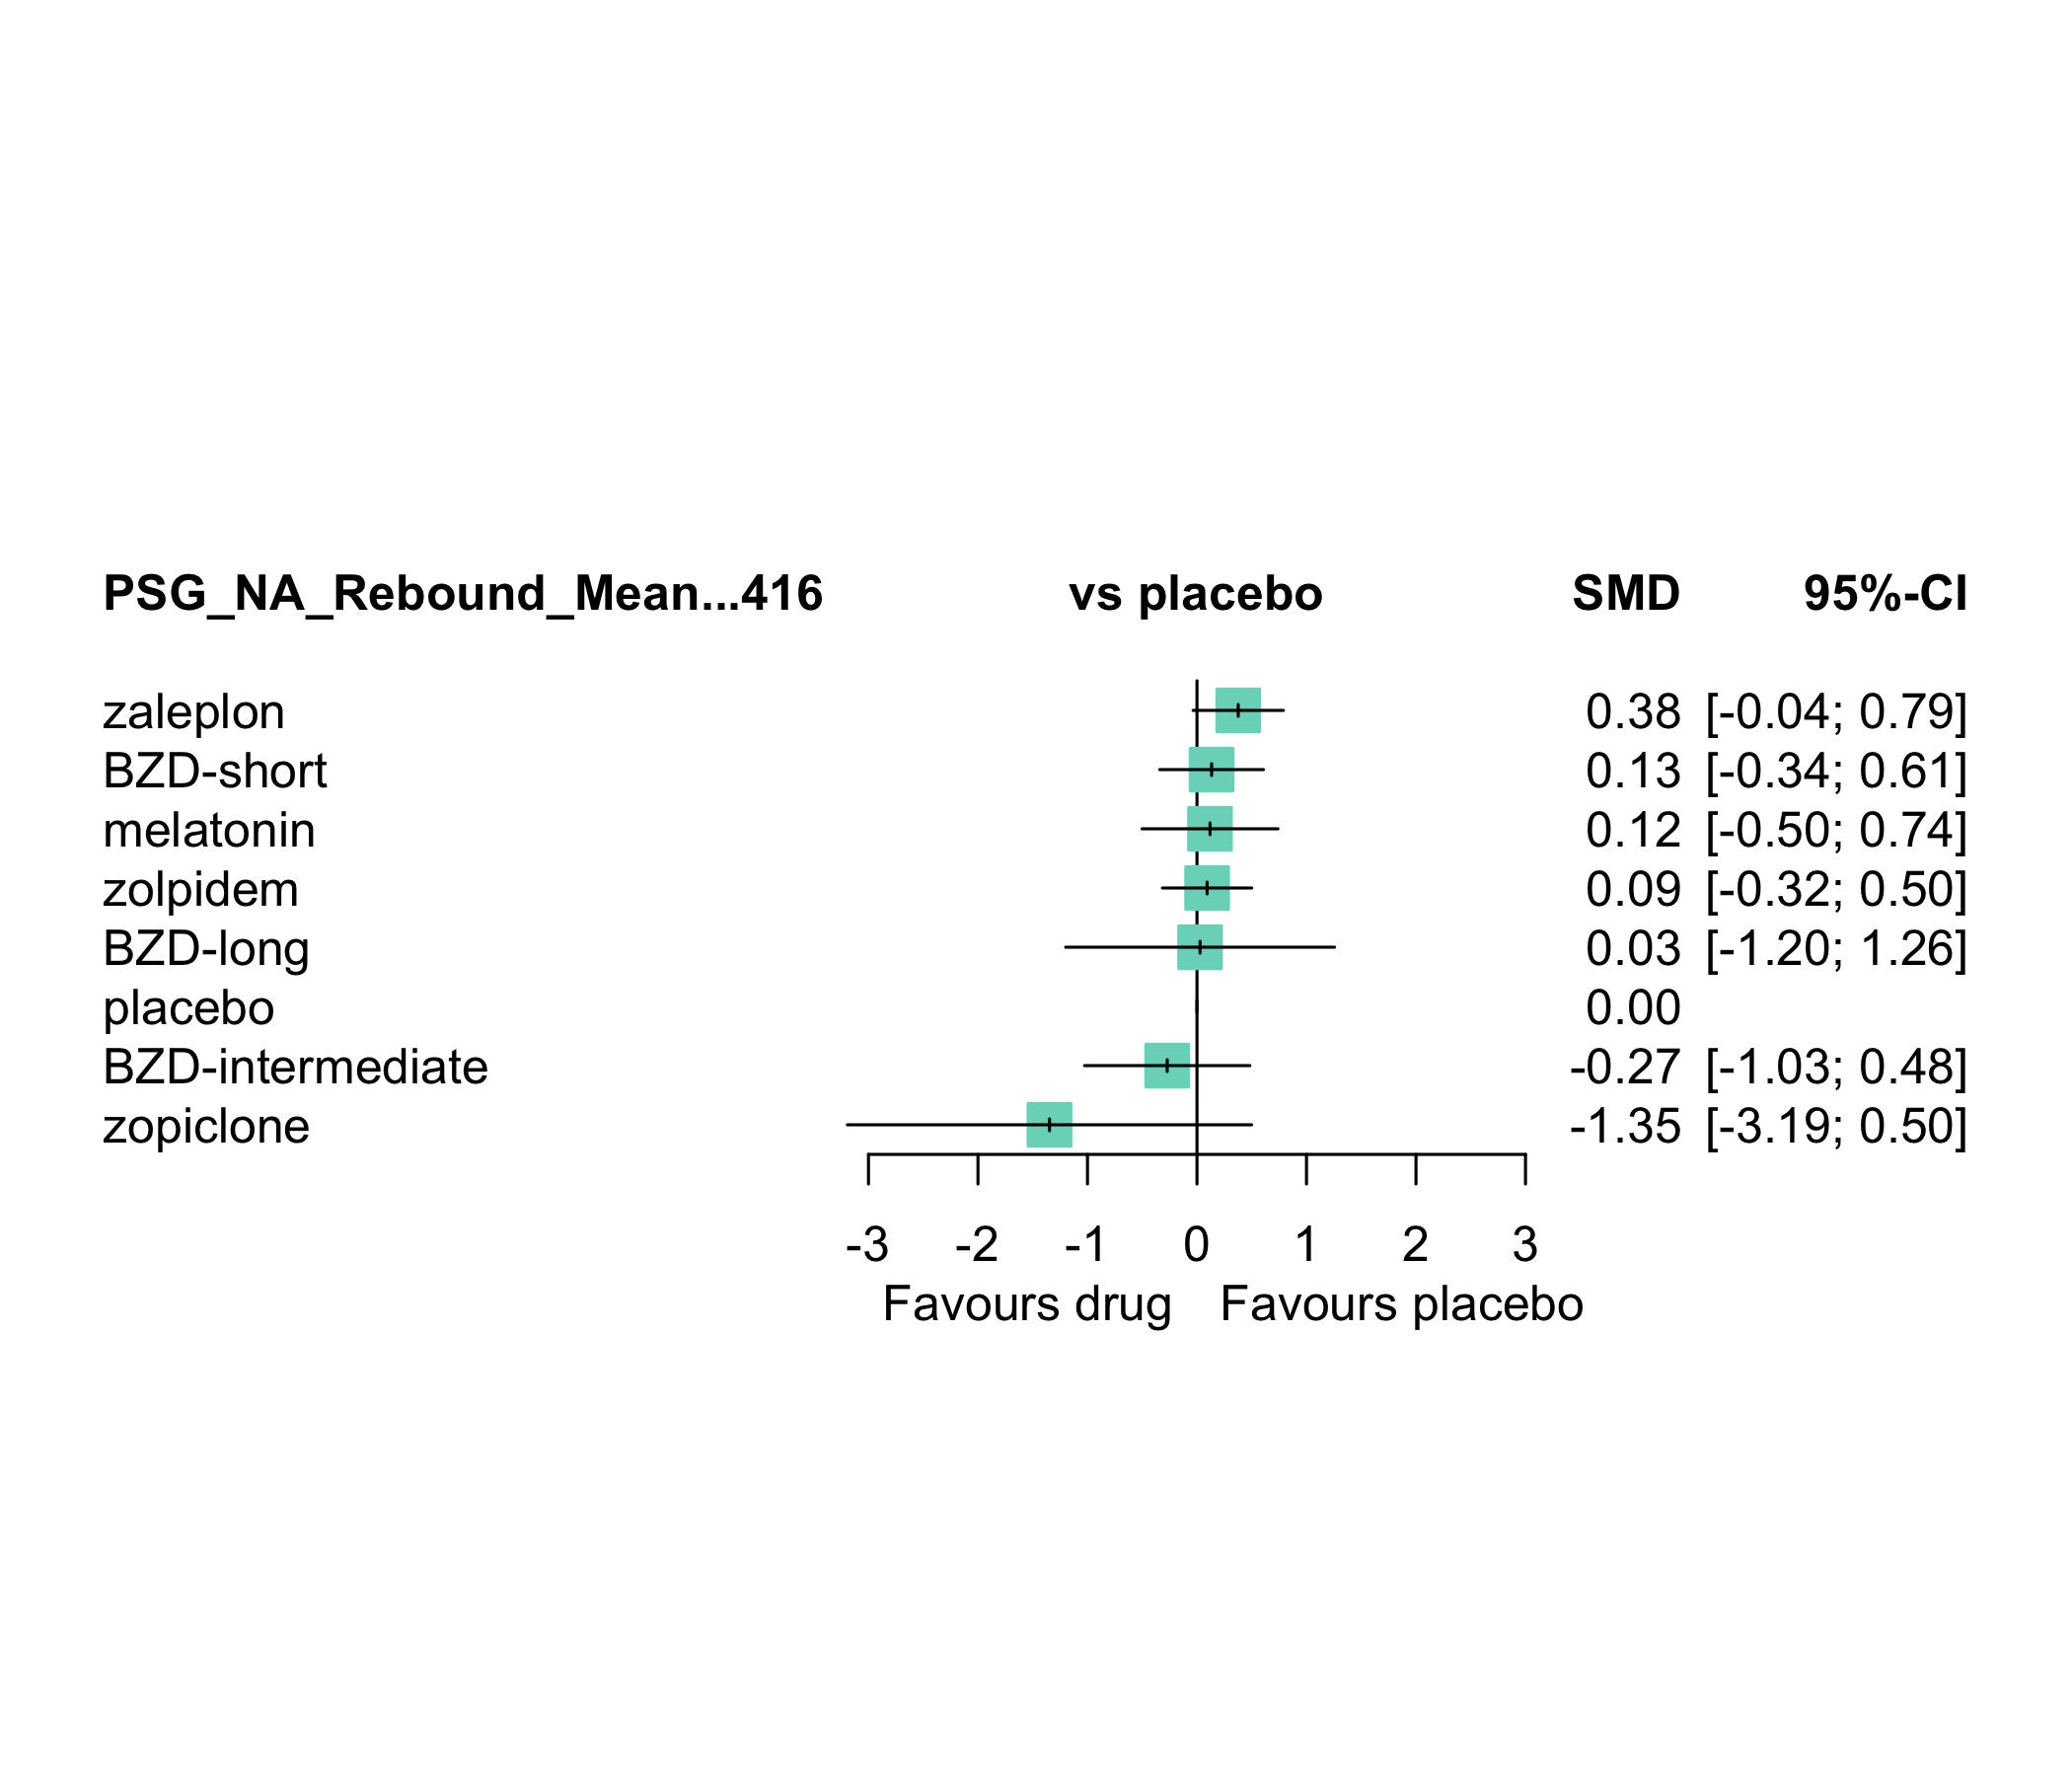 PSG_NA_Rebound_Mean...416 vs placebo SMD 95%-CI
zaleplon 0.38 [-0.04; 0.79]
BZD-short 0.13 [-0.34; 0.61]
melatonin 0.12 [-0.50; 0.74]
zolpidem 0.09 [-0.32; 0.50]
BZD-long 0.03 [-1.20; 1.26]
placebo 0.00
BZD-intermediate -0.27 [-1.03; 0.48]
zopiclone -1.35 [-3.19; 0.50]
-3 -2 -1 0 1 2 3
Favours drug Favours placebo